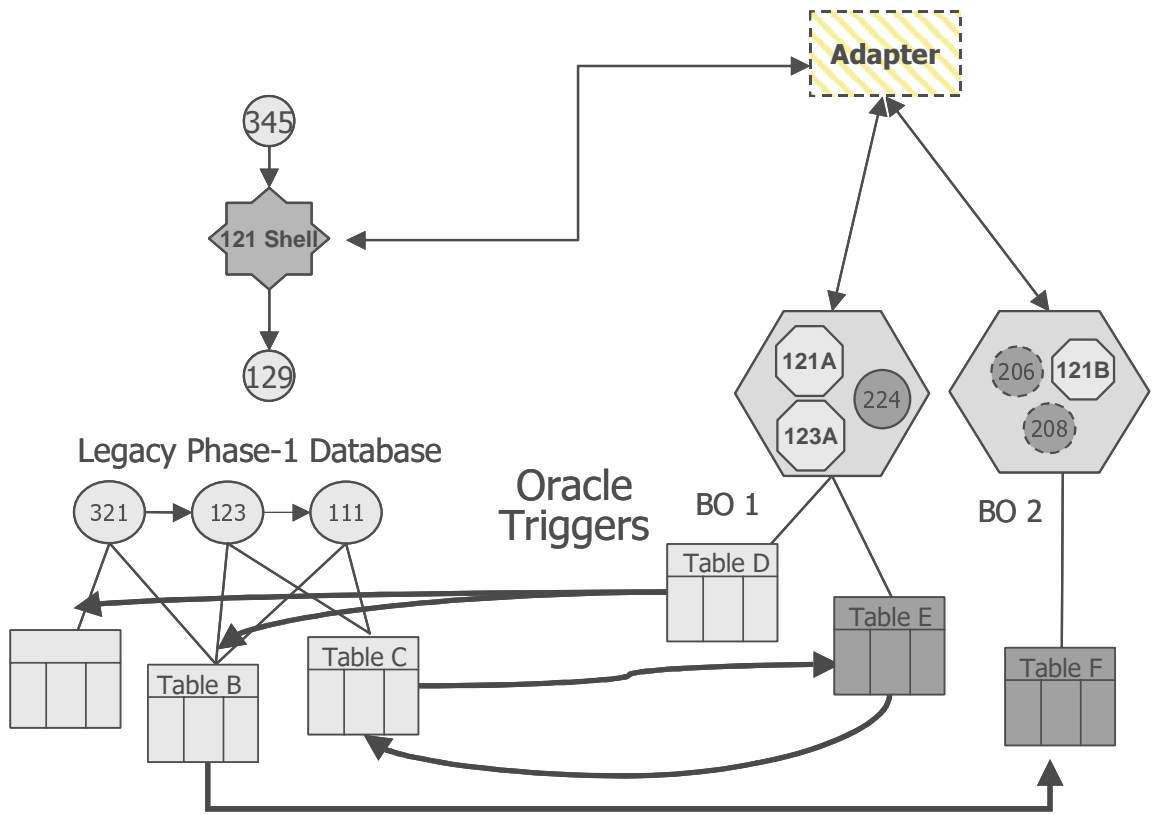 Adapter
345
121 Shell
129
121A
224
123A
206
121B
208
Legacy Phase-1 Database
321
123
111
Oracle
Triggers
BO 1
BO 2
Table D
Table E
Table C
Table F
Table B